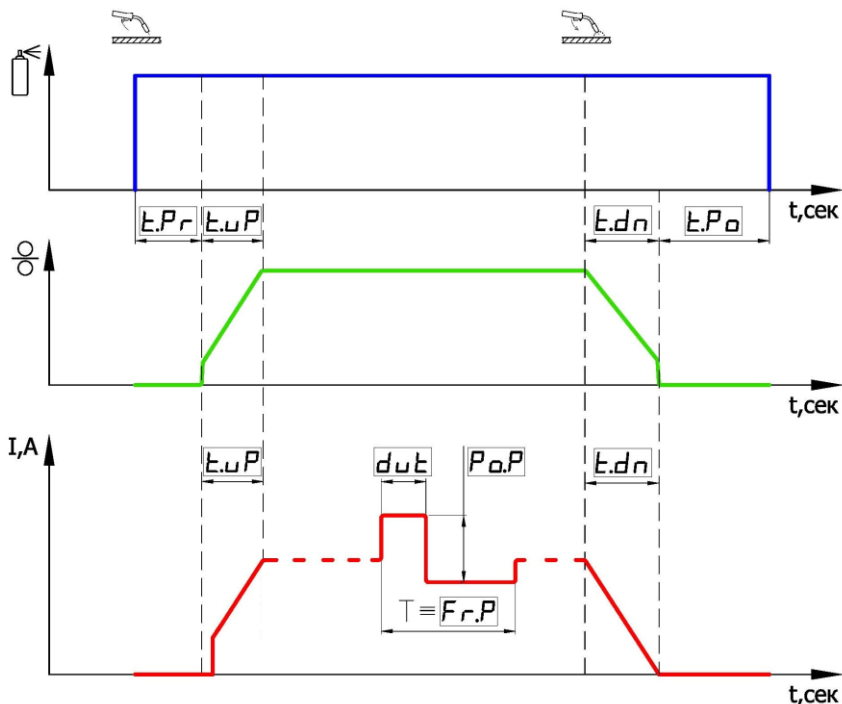 t.Pr t.uP t.dn t.Po t,сек
t,сек
I,A
t.uP dut Po.P t.dn
T ≡ Fr.P
t,сек